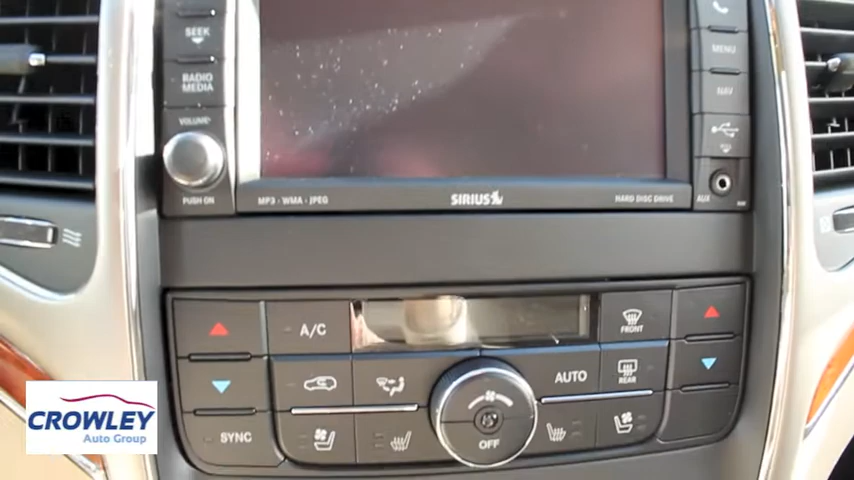 SEEK
RADIO
MEDIA
VOLUME
PUSH ON
MP3 · WMA · JPEG
SIRIUS
HARD DISC DRIVE
MENU
NAV
AUX
A/C
FRONT
AUTO
REAR
SYNC
OFF
CROWLEY
Auto Group